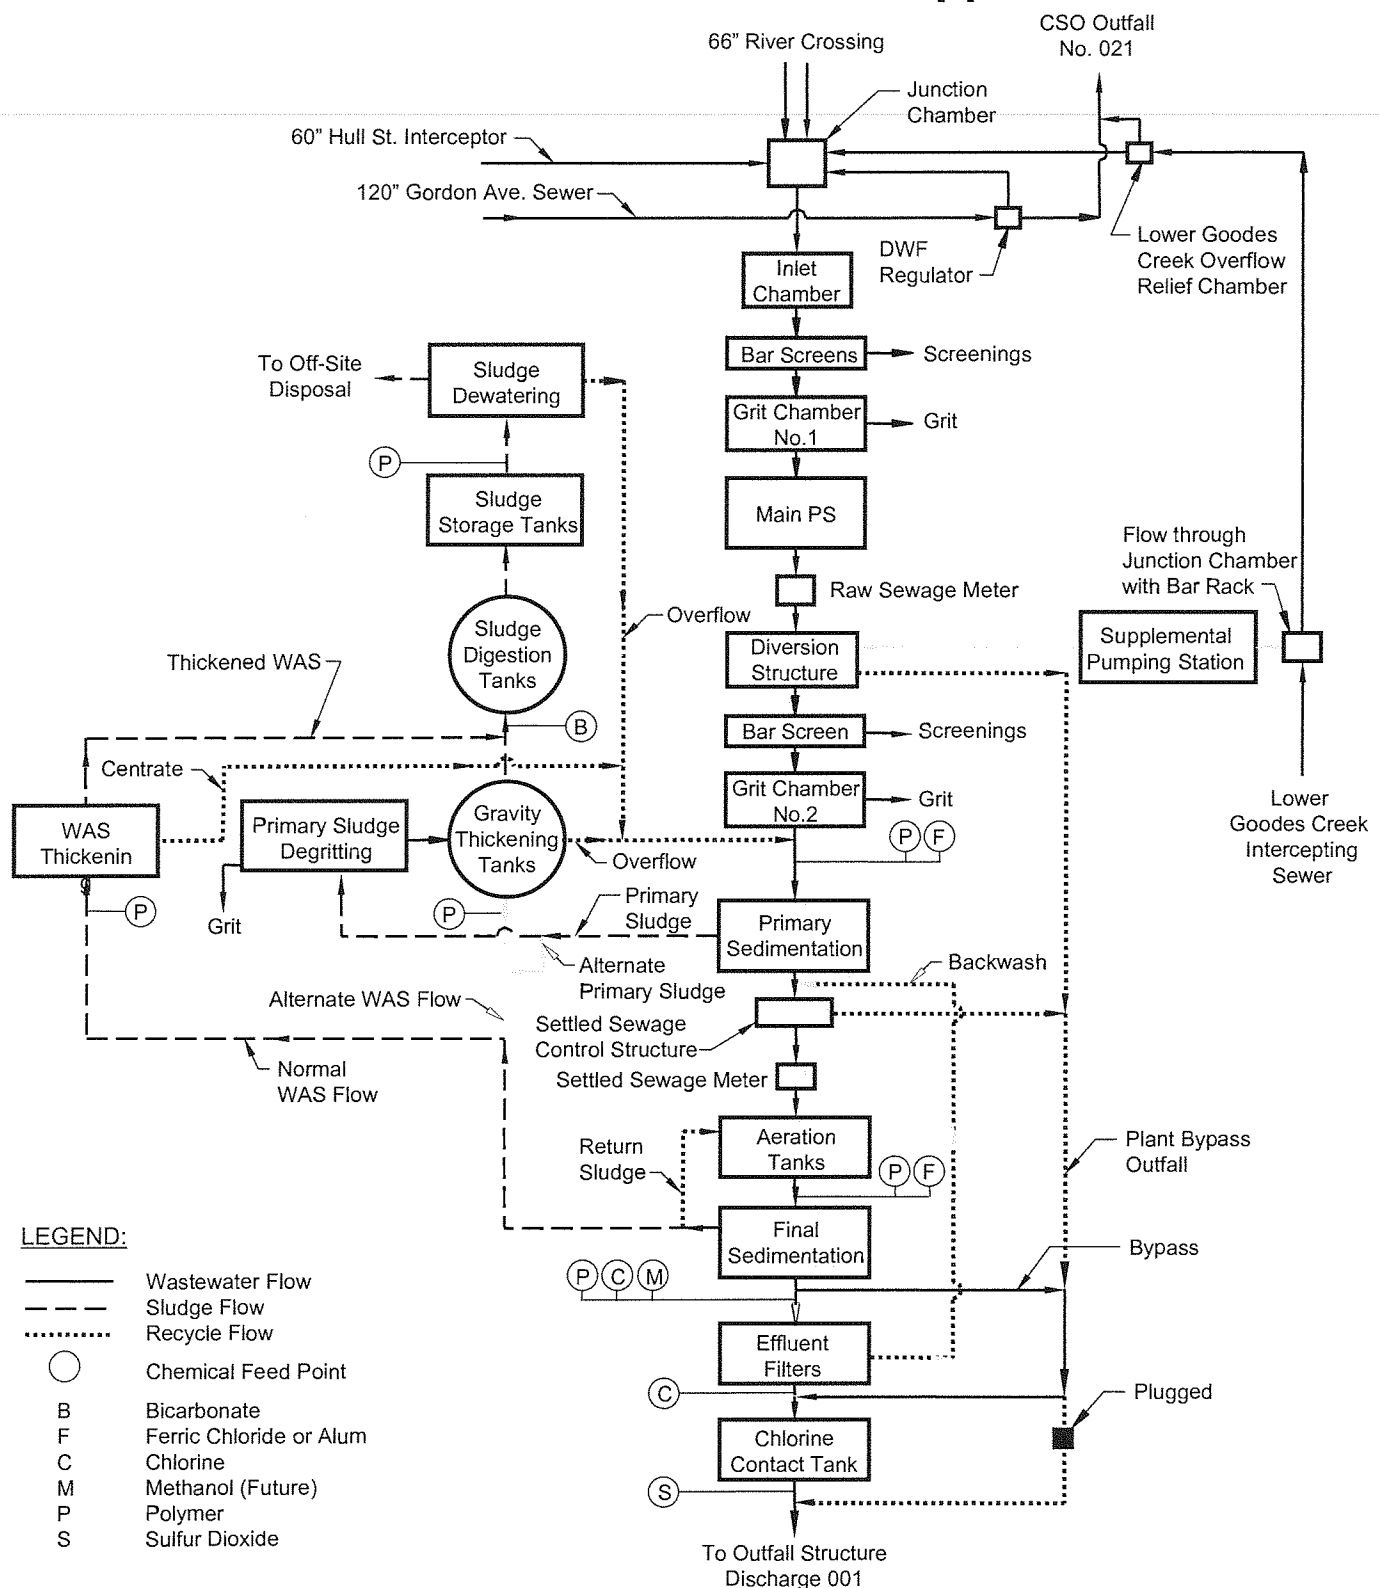 CSO Outfall
No. 021
66" River Crossing
Junction
Chamber
60" Hull St. Interceptor
120" Gordon Ave. Sewer
DWF
Regulator
Lower Goodes
Creek Overflow
Relief Chamber
Inlet
Chamber
Bar Screens
Screenings
To Off-Site
Disposal
Sludge
Dewatering
Grit Chamber
No.1
Grit
P
Sludge
Storage Tanks
Main PS
Flow through
Junction Chamber
with Bar Rack
Raw Sewage Meter
Overflow
Sludge
Digestion
Tanks
Diversion
Structure
Supplemental
Pumping Station
Thickened WAS
B
Bar Screen
Screenings
Centrate
Grit Chamber
No.2
Grit
Lower
Goodes Creek
Intercepting
Sewer
WAS
Thickenin
g
Primary Sludge
Degritting
Gravity
Thickening
Tanks
Overflow
P F
P
Grit
P
Primary
Sludge
Primary
Sedimentation
Alternate
Primary Sludge
Backwash
Alternate WAS Flow
Settled Sewage
Control Structure
Normal
WAS Flow
Settled Sewage Meter
Return
Sludge
Aeration
Tanks
P F
Plant Bypass
Outfall
Final
Sedimentation
Bypass
P C M
Effluent
Filters
C
Plugged
Chlorine
Contact Tank
S
To Outfall Structure
Discharge 001
LEGEND:
Wastewater Flow
Sludge Flow
Recycle Flow
Chemical Feed Point
B Bicarbonate
F Ferric Chloride or Alum
C Chlorine
M Methanol (Future)
P Polymer
S Sulfur Dioxide